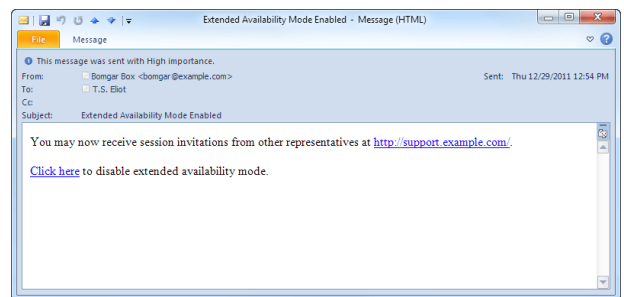 Extended Availability Mode Enabled - Message (HTML)
File Message
This message was sent with High importance.
From: Bomgar Box <bomgar@example.com> Sent: Thu 12/29/2011 12:54 PM
To: T.S. Eliot
Cc:
Subject: Extended Availability Mode Enabled
You may now receive session invitations from other representatives at http://support.example.com/.
Click here to disable extended availability mode.